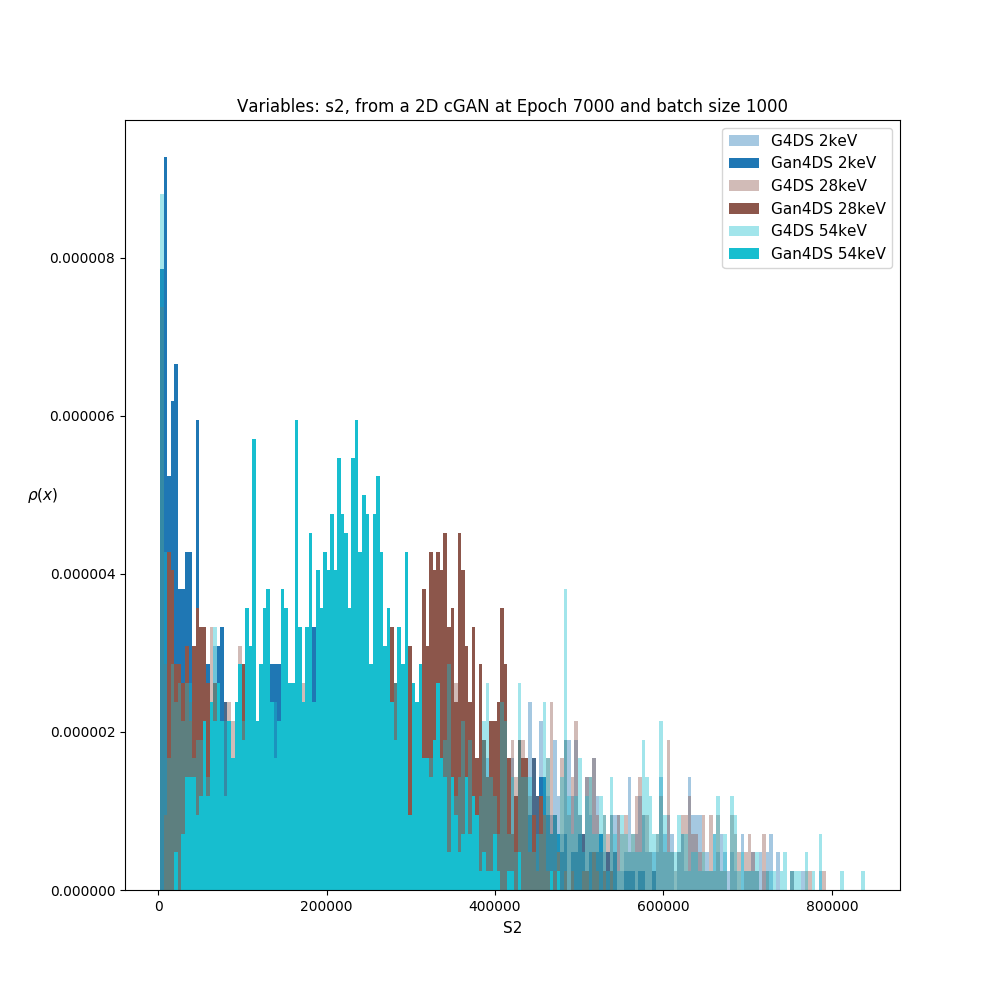 Variables: s2, from a 2D cGAN at Epoch 7000 and batch size 1000
G4DS 2keV
Gan4DS 2keV
G4DS 28keV
Gan4DS 28keV
G4DS 54keV
Gan4DS 54keV
0.000008
0.000006
ρ(x)
0.000004
0.000002
0.000000
0 200000 400000 600000 800000
S2